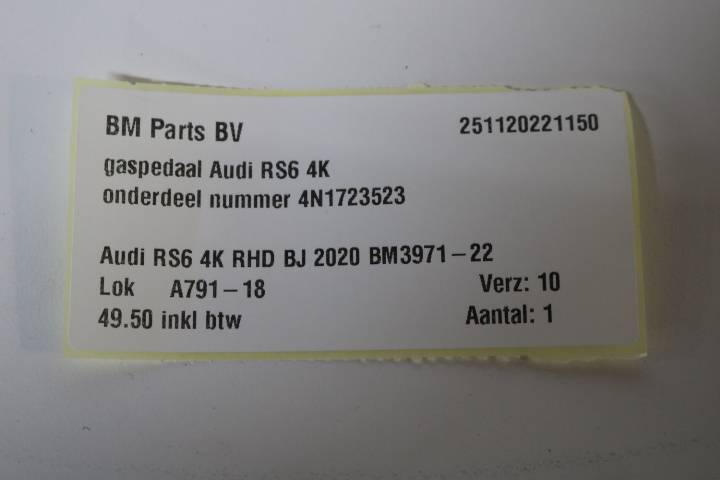 BM Parts BV 251120221150
gaspedaal Audi RS6 4K
onderdeel nummer 4N1723523
Audi RS6 4K RHD BJ 2020 BM3971-22
Lok A791-18 Verz: 10
49.50 inkl btw Aantal: 1